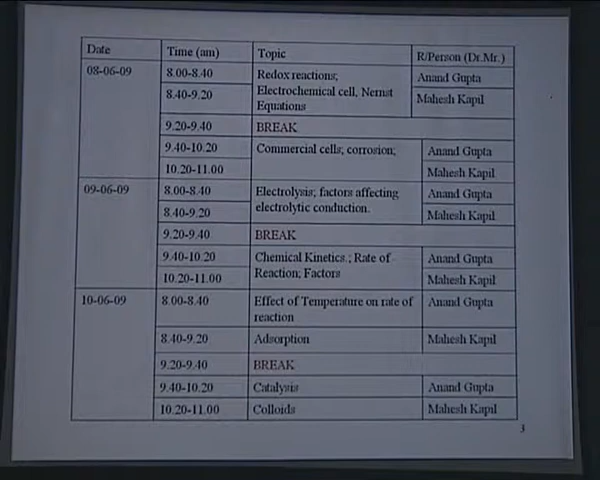 Date Time (am) Topic R/Person (Dr.Mr.)
08-06-09 8.00-8.40 Redox reactions; Anand Gupta
8.40-9.20 Electrochemical cell, Nernst Mahesh Kapil
Equations
9.20-9.40 BREAK
9.40-10.20 Commercial cells; corrosion; Anand Gupta
10.20-11.00 Mahesh Kapil
09-06-09 8.00-8.40 Electrolysis; factors affecting Anand Gupta
8.40-9.20 electrolytic conduction. Mahesh Kapil
9.20-9.40 BREAK
9.40-10.20 Chemical Kinetics.; Rate of Anand Gupta
10.20-11.00 Reaction; Factors Mahesh Kapil
10-06-09 8.00-8.40 Effect of Temperature on rate of Anand Gupta
reaction
8.40-9.20 Adsorption Mahesh Kapil
9.20-9.40 BREAK
9.40-10.20 Catalysis Anand Gupta
10.20-11.00 Colloids Mahesh Kapil
3